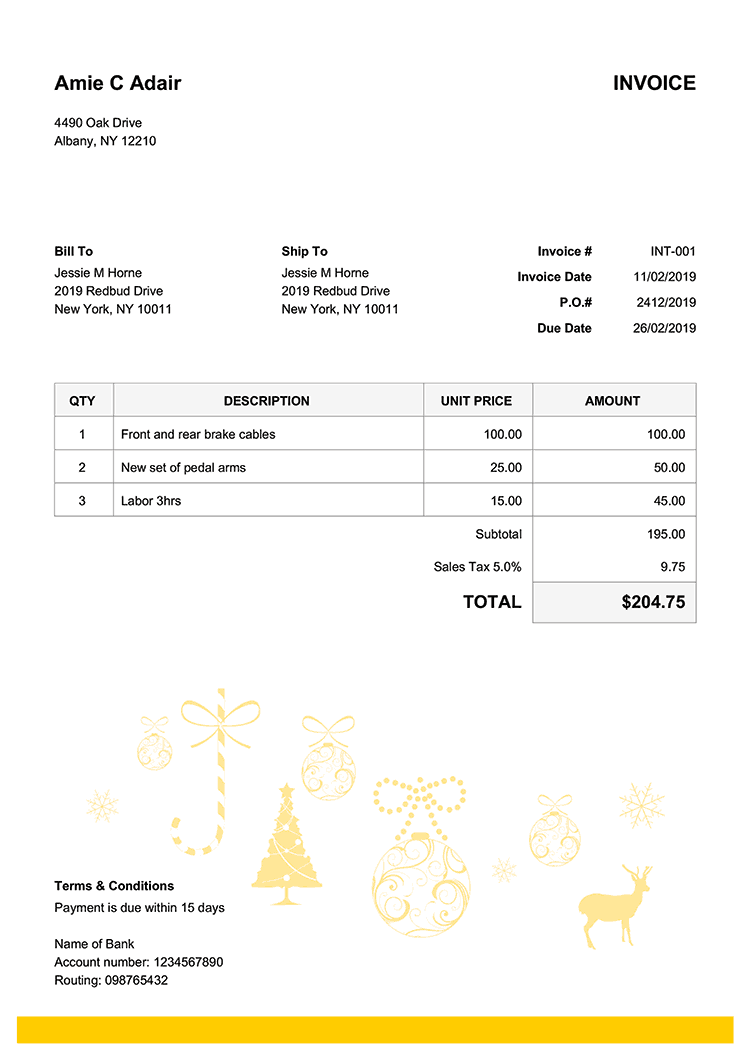 Amie C Adair
INVOICE
4490 Oak Drive
Albany, NY 12210
Bill To
Jessie M Horne
2019 Redbud Drive
New York, NY 10011
Ship To
Jessie M Horne
2019 Redbud Drive
New York, NY 10011
Invoice # INT-001
Invoice Date 11/02/2019
P.O.# 2412/2019
Due Date 26/02/2019
QTY DESCRIPTION UNIT PRICE AMOUNT
1 Front and rear brake cables 100.00 100.00
2 New set of pedal arms 25.00 50.00
3 Labor 3hrs 15.00 45.00
Subtotal 195.00
Sales Tax 5.0% 9.75
TOTAL $204.75
Terms & Conditions
Payment is due within 15 days
Name of Bank
Account number: 1234567890
Routing: 098765432